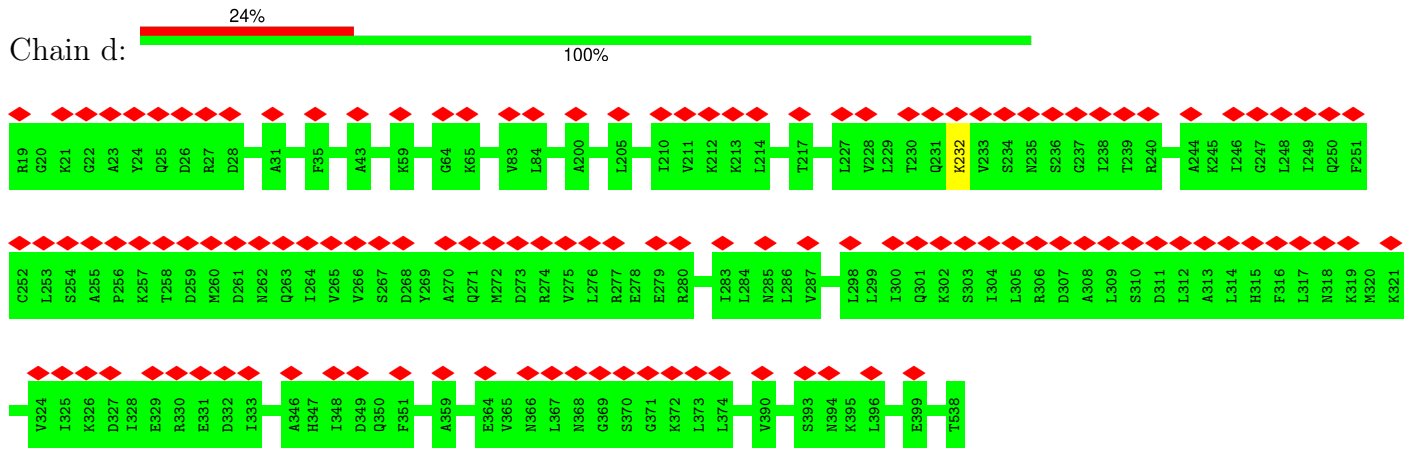 24%
Chain d:
100%
R19 G20 K21 G22 A23 Y24 Q25 D26 R27 D28 A31 F35 A43 K59 G64 K65 V83 L84 A200 L205 I210 V211 K212 K213 L214 T217 L227 V228 L229 T230 Q231 K232 V233 S234 N235 S236 G237 I238 T239 R240 A244 K245 I246 G247 L248 I249 Q250 F251
C252 L253 S254 A255 P256 K257 T258 D259 M260 D261 N262 Q263 I264 V265 V266 S267 D268 Y269 A270 Q271 M272 D273 R274 V275 L276 R277 E278 E279 R280 I283 L284 N285 L286 V287 L298 L299 I300 Q301 K302 S303 I304 L305 R306 D307 A308 L309 S310 D311 L312 A313 L314 H315 F316 L317 N318 K319 M320 K321
V324 I325 K326 D327 I328 E329 R330 E331 D332 I333 A346 H347 I348 D349 Q350 F351 A359 E364 V365 N366 L367 N368 G369 S370 G371 K372 L373 L374 V390 S393 N394 K395 L396 E399 T538